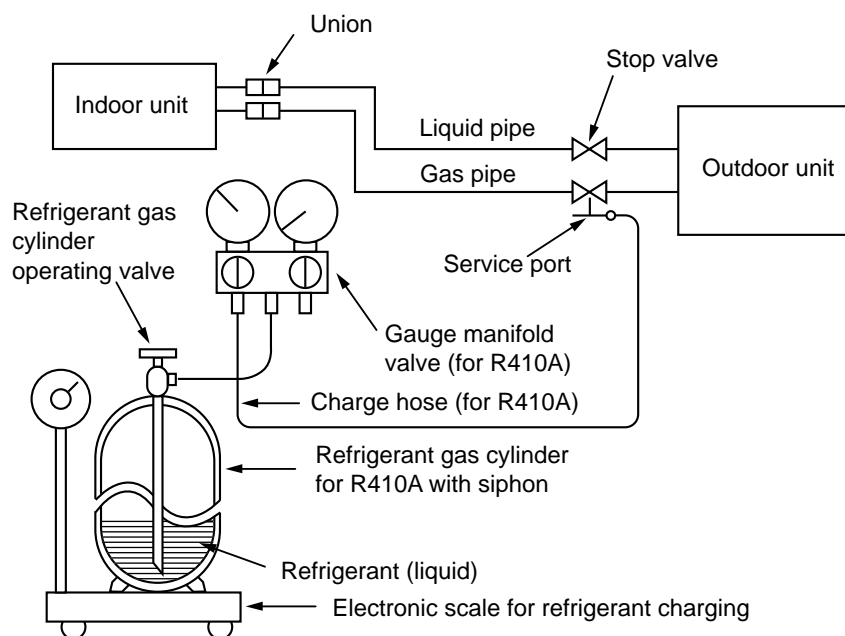 Union
Stop valve
Indoor unit
Liquid pipe
Gas pipe
Outdoor unit
Refrigerant gas
cylinder
operating valve
Service port
Gauge manifold
valve (for R410A)
Charge hose (for R410A)
Refrigerant gas cylinder
for R410A with siphon
Refrigerant (liquid)
Electronic scale for refrigerant charging